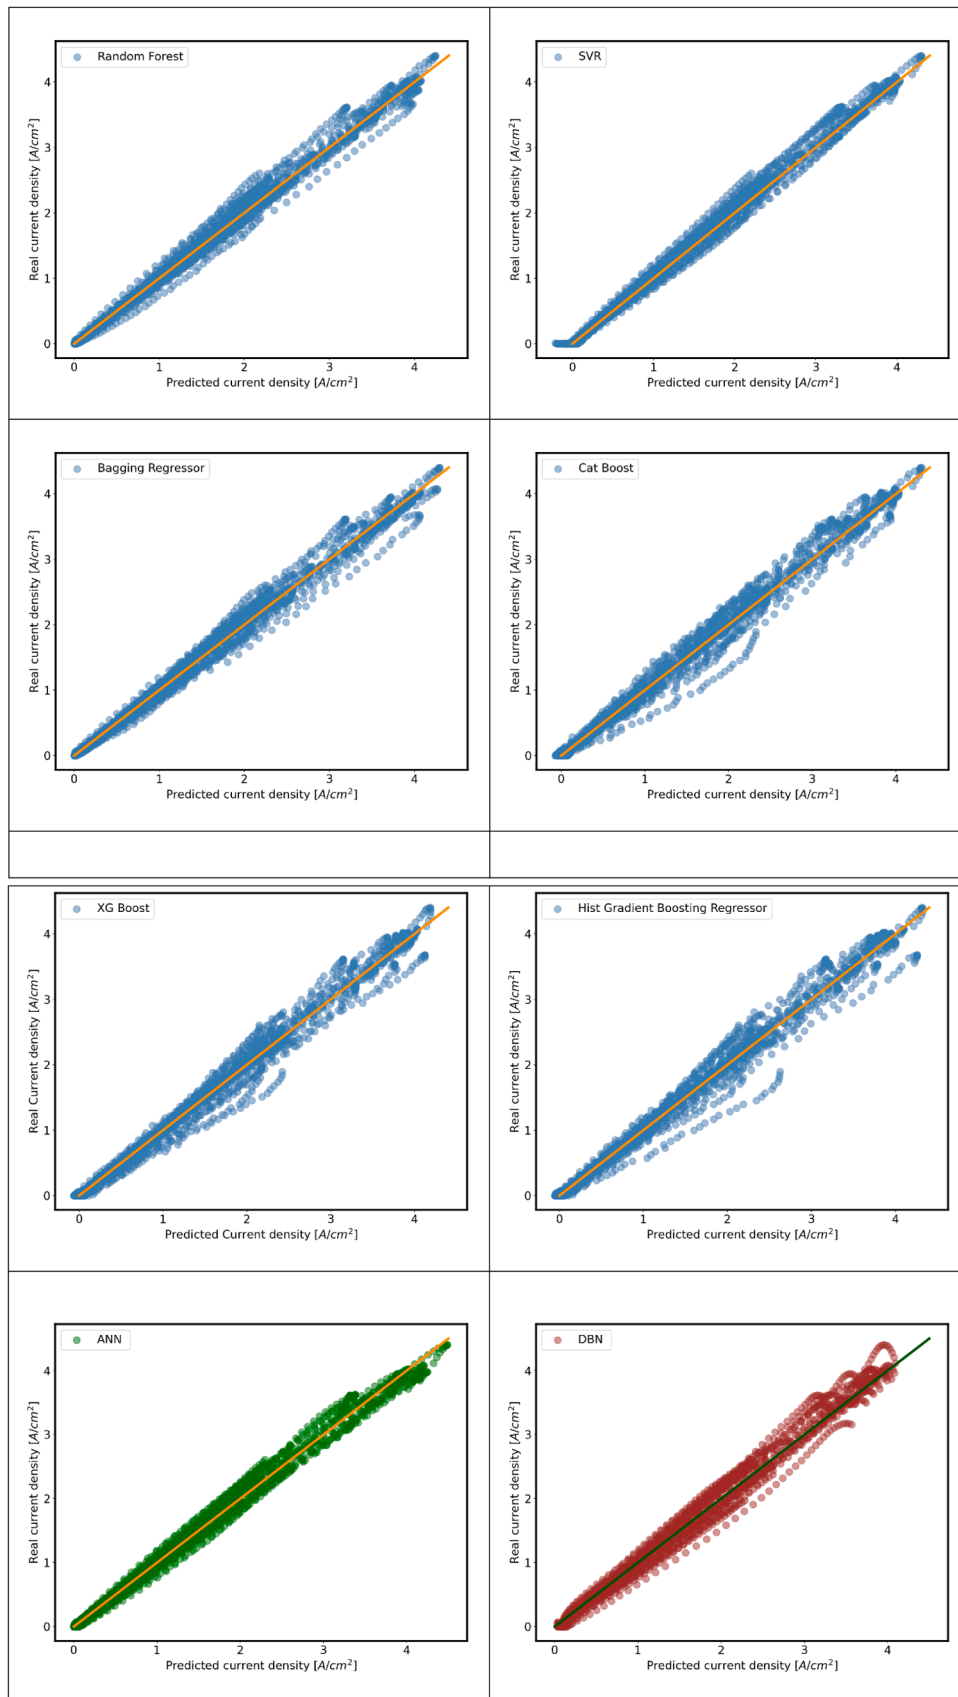 Random Forest
Real current density [A/cm²]
4
3
2
1
0
0 1 2 3 4
Predicted current density [A/cm²]
SVR
Real current density [A/cm²]
4
3
2
1
0
0 1 2 3 4
Predicted current density [A/cm²]
Bagging Regressor
Real current density [A/cm²]
4
3
2
1
0
0 1 2 3 4
Predicted current density [A/cm²]
Cat Boost
Real current density [A/cm²]
4
3
2
1
0
0 1 2 3 4
Predicted current density [A/cm²]
XG Boost
Real Current density [A/cm²]
4
3
2
1
0
0 1 2 3 4
Predicted Current density [A/cm²]
Hist Gradient Boosting Regressor
Real current density [A/cm²]
4
3
2
1
0
0 1 2 3 4
Predicted current density [A/cm²]
ANN
Real current density [A/cm²]
4
3
2
1
0
0 1 2 3 4
Predicted current density [A/cm²]
DBN
Real current density [A/cm²]
4
3
2
1
0
0 1 2 3 4
Predicted current density [A/cm²]